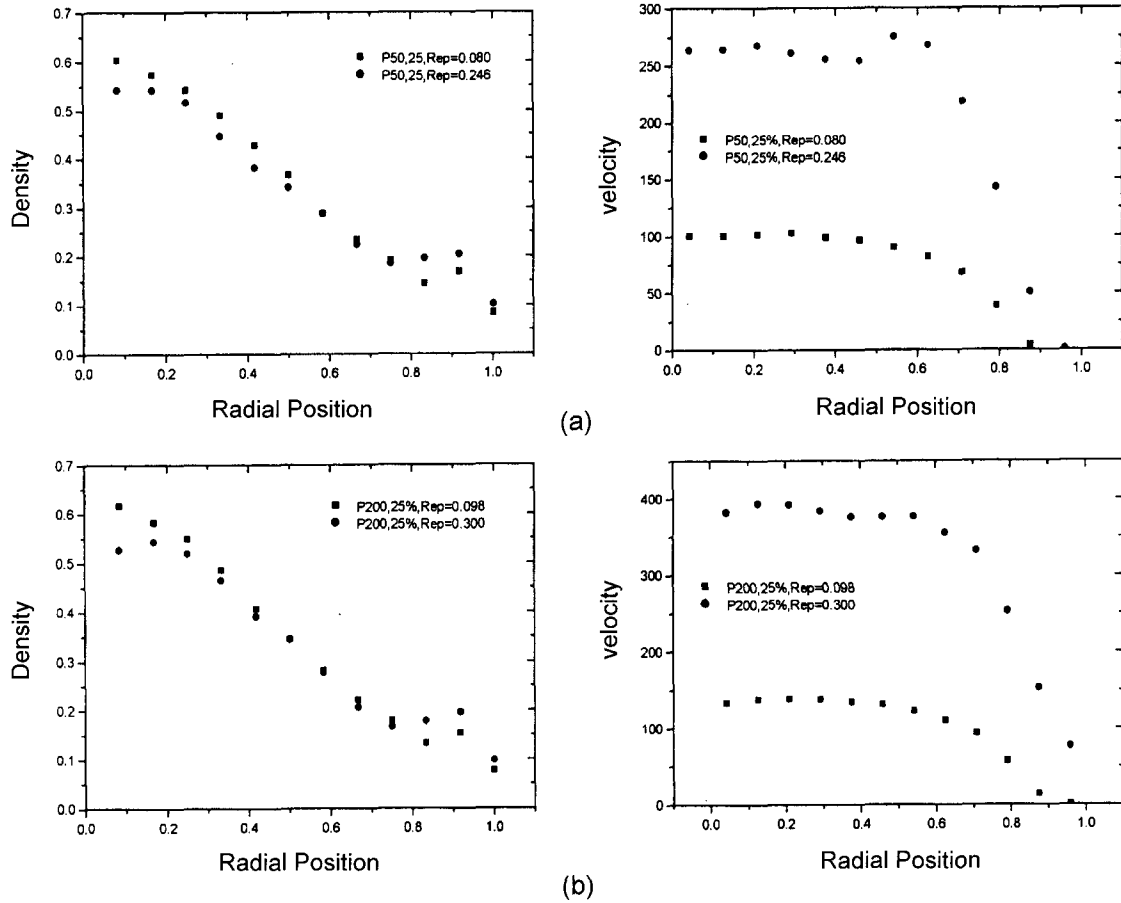 0.7
0.6
0.5
0.4
0.3
0.2
0.1
0.0
Density
P50,25,Rep=0.080
P50,25,Rep=0.246
0.0 0.2 0.4 0.6 0.8 1.0
Radial Position
300
250
200
150
100
50
0
velocity
P50,25%,Rep=0.080
P50,25%,Rep=0.246
0.0 0.2 0.4 0.6 0.8 1.0
Radial Position
(a)
0.7
0.6
0.5
0.4
0.3
0.2
0.1
0.0
Density
P200,25%,Rep=0.098
P200,25%,Rep=0.300
0.0 0.2 0.4 0.6 0.8 1.0
Radial Position
400
300
200
100
0
velocity
P200,25%,Rep=0.098
P200,25%,Rep=0.300
0.0 0.2 0.4 0.6 0.8 1.0
Radial Position
(b)